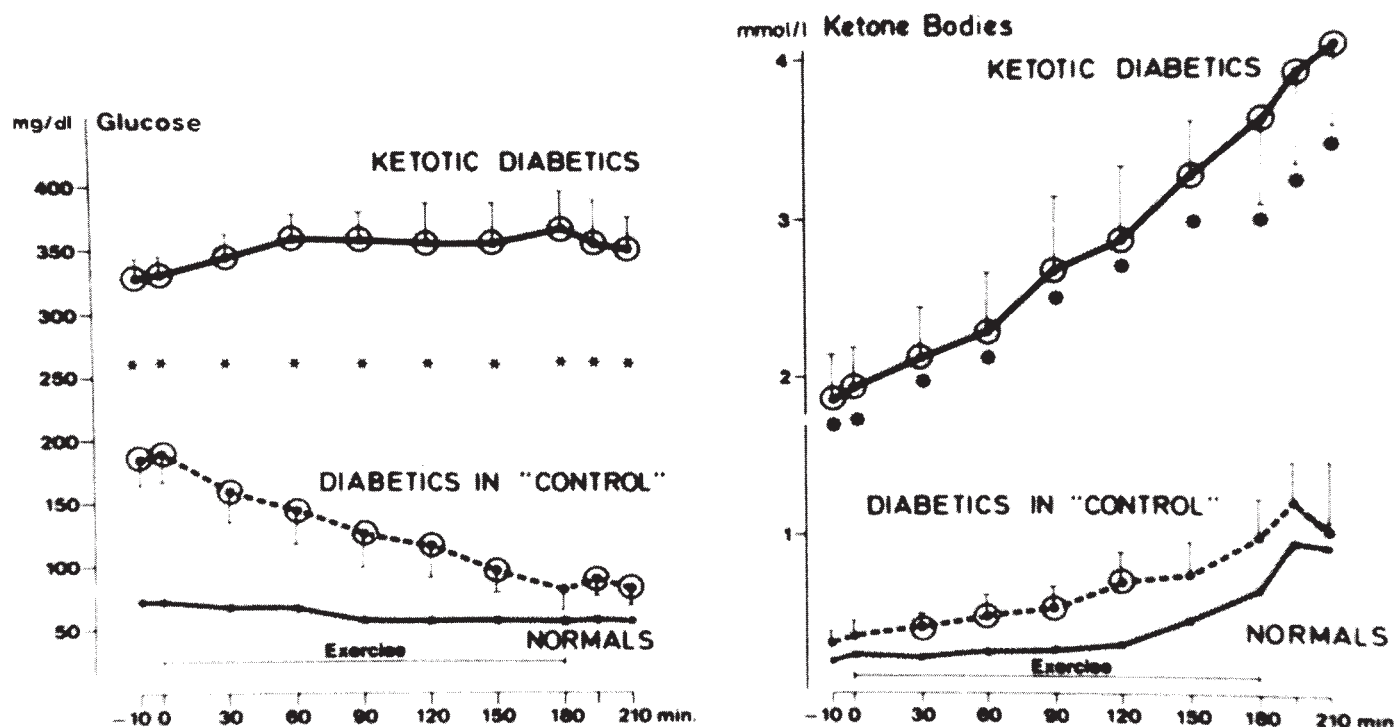 mg/dl Glucose
KETOTIC DIABETICS
400
350
300
* * * * * * * * * *
250
200
DIABETICS IN "CONTROL"
150
100
50
NORMALS
Exercise
-10 0 30 60 90 120 150 180 210 min.
mmol/l Ketone Bodies
4
KETOTIC DIABETICS
3
2
DIABETICS IN "CONTROL"
1
NORMALS
Exercise
-10 0 30 60 90 120 150 180 210 min.